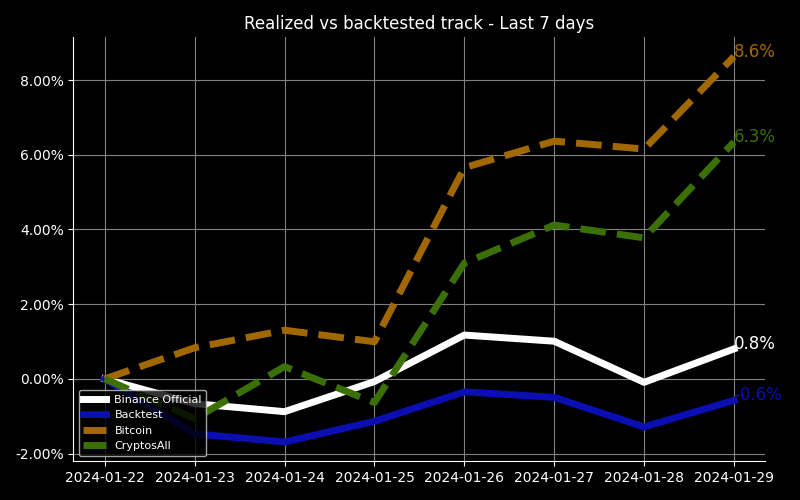 Realized vs backtested track - Last 7 days
8.00%
6.00%
4.00%
2.00%
0.00%
-2.00%
8.6%
6.3%
0.8%
-0.6%
Binance Official
Backtest
Bitcoin
CryptosAll
2024-01-22 2024-01-23 2024-01-24 2024-01-25 2024-01-26 2024-01-27 2024-01-28 2024-01-29